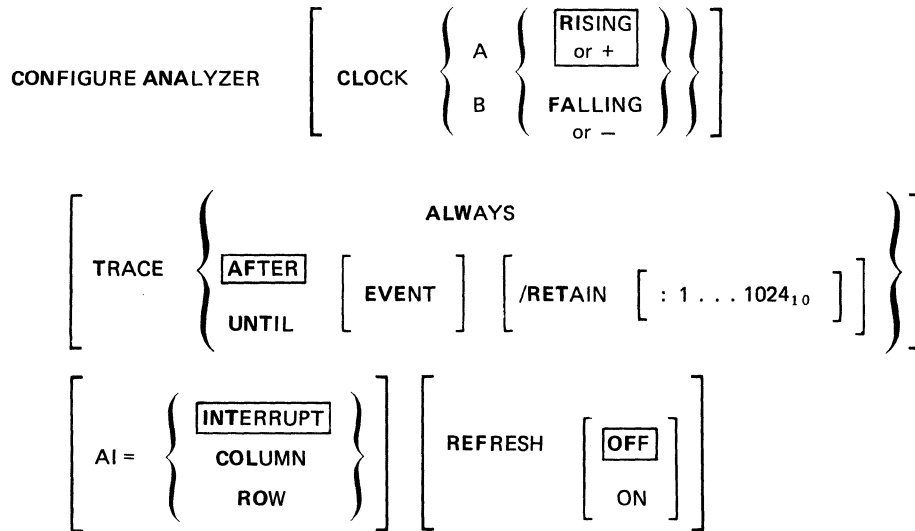 CONFIGURE ANALYZER CLOCK A RISING or +
B FALLING or —
TRACE ALWAYS
AFTER
UNTIL EVENT /RETAIN : 1 . . . 1024₁₀
AI = INTERRUPT
COLUMN
ROW
REFRESH OFF
ON